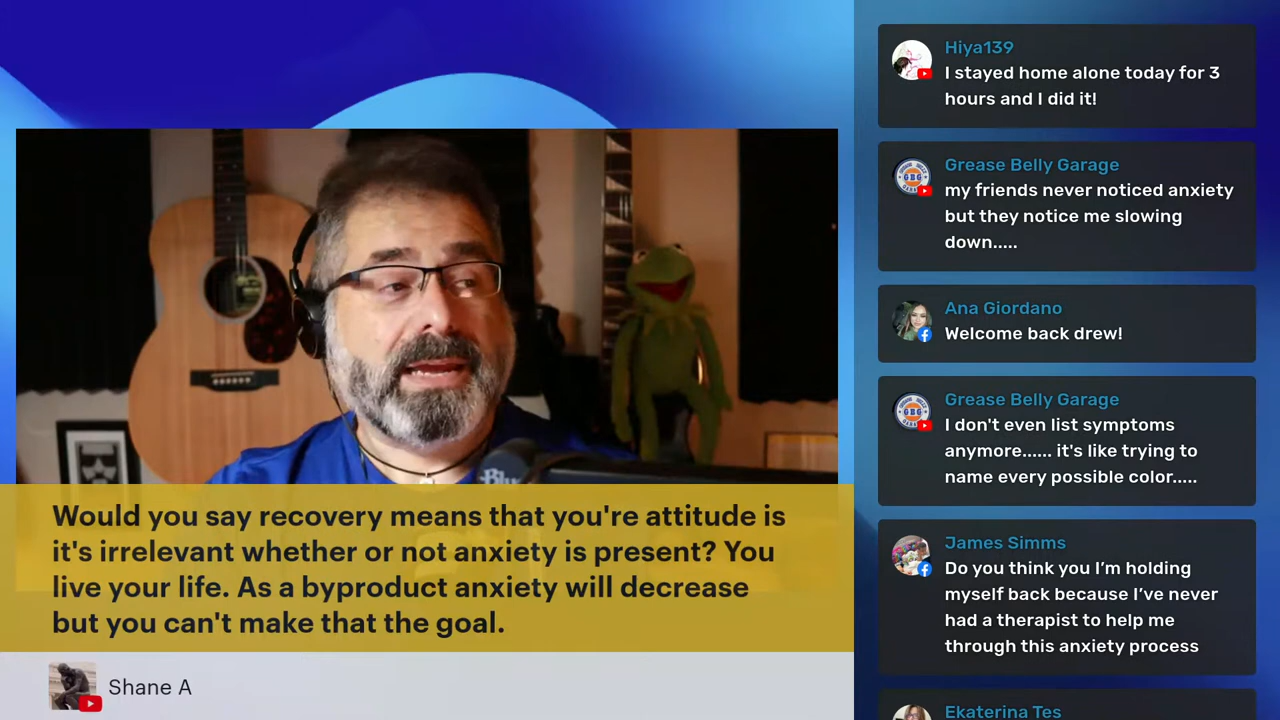 Would you say recovery means that you're attitude is
it's irrelevant whether or not anxiety is present? You
live your life. As a byproduct anxiety will decrease
but you can't make that the goal.
Shane A
Hiya139
I stayed home alone today for 3
hours and I did it!
Grease Belly Garage
my friends never noticed anxiety
but they notice me slowing
down.....
Ana Giordano
Welcome back drew!
Grease Belly Garage
I don't even list symptoms
anymore...... it's like trying to
name every possible color.....
James Simms
Do you think you I’m holding
myself back because I’ve never
had a therapist to help me
through this anxiety process
Ekaterina Tes